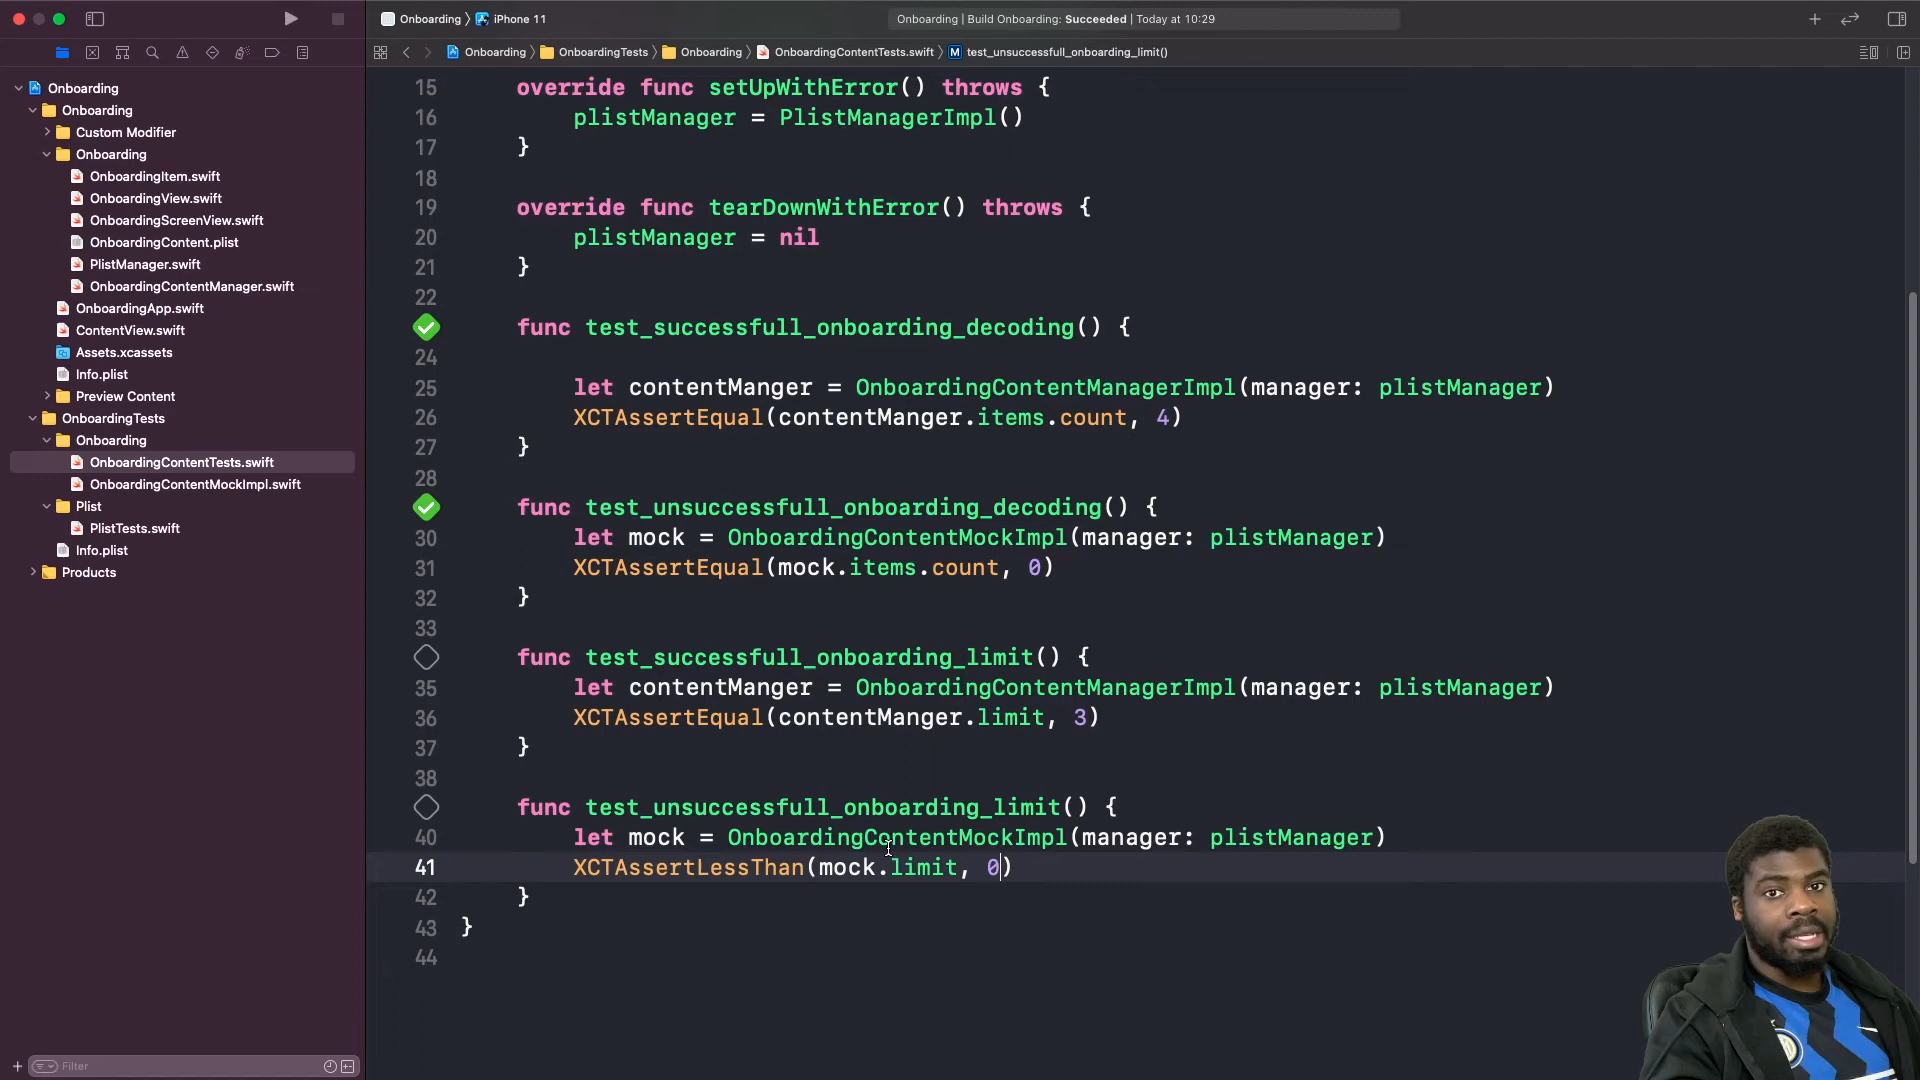 Onboarding
iPhone 11
Onboarding | Build Onboarding: Succeeded | Today at 10:29
Onboarding
OnboardingTests
Onboarding
OnboardingContentTests.swift
M
test_unsuccessfull_onboarding_limit()
Onboarding
Onboarding
Custom Modifier
Onboarding
OnboardingItem.swift
OnboardingView.swift
OnboardingScreenView.swift
OnboardingContent.plist
PlistManager.swift
OnboardingContentManager.swift
OnboardingApp.swift
ContentView.swift
Assets.xcassets
Info.plist
Preview Content
OnboardingTests
Onboarding
OnboardingContentTests.swift
OnboardingContentMockImpl.swift
Plist
PlistTests.swift
Info.plist
Products
Filter
15 override func setUpWithError() throws {
16 plistManager = PlistManagerImpl()
17 }
18
19 override func tearDownWithError() throws {
20 plistManager = nil
21 }
22
func test_successfull_onboarding_decoding() {
24
25 let contentManger = OnboardingContentManagerImpl(manager: plistManager)
26 XCTAssertEqual(contentManger.items.count, 4)
27 }
28
func test_unsuccessfull_onboarding_decoding() {
30 let mock = OnboardingContentMockImpl(manager: plistManager)
31 XCTAssertEqual(mock.items.count, 0)
32 }
33
func test_successfull_onboarding_limit() {
35 let contentManger = OnboardingContentManagerImpl(manager: plistManager)
36 XCTAssertEqual(contentManger.limit, 3)
37 }
38
func test_unsuccessfull_onboarding_limit() {
40 let mock = OnboardingContentMockImpl(manager: plistManager)
41 XCTAssertLessThan(mock.limit, 0)
42 }
43 }
44